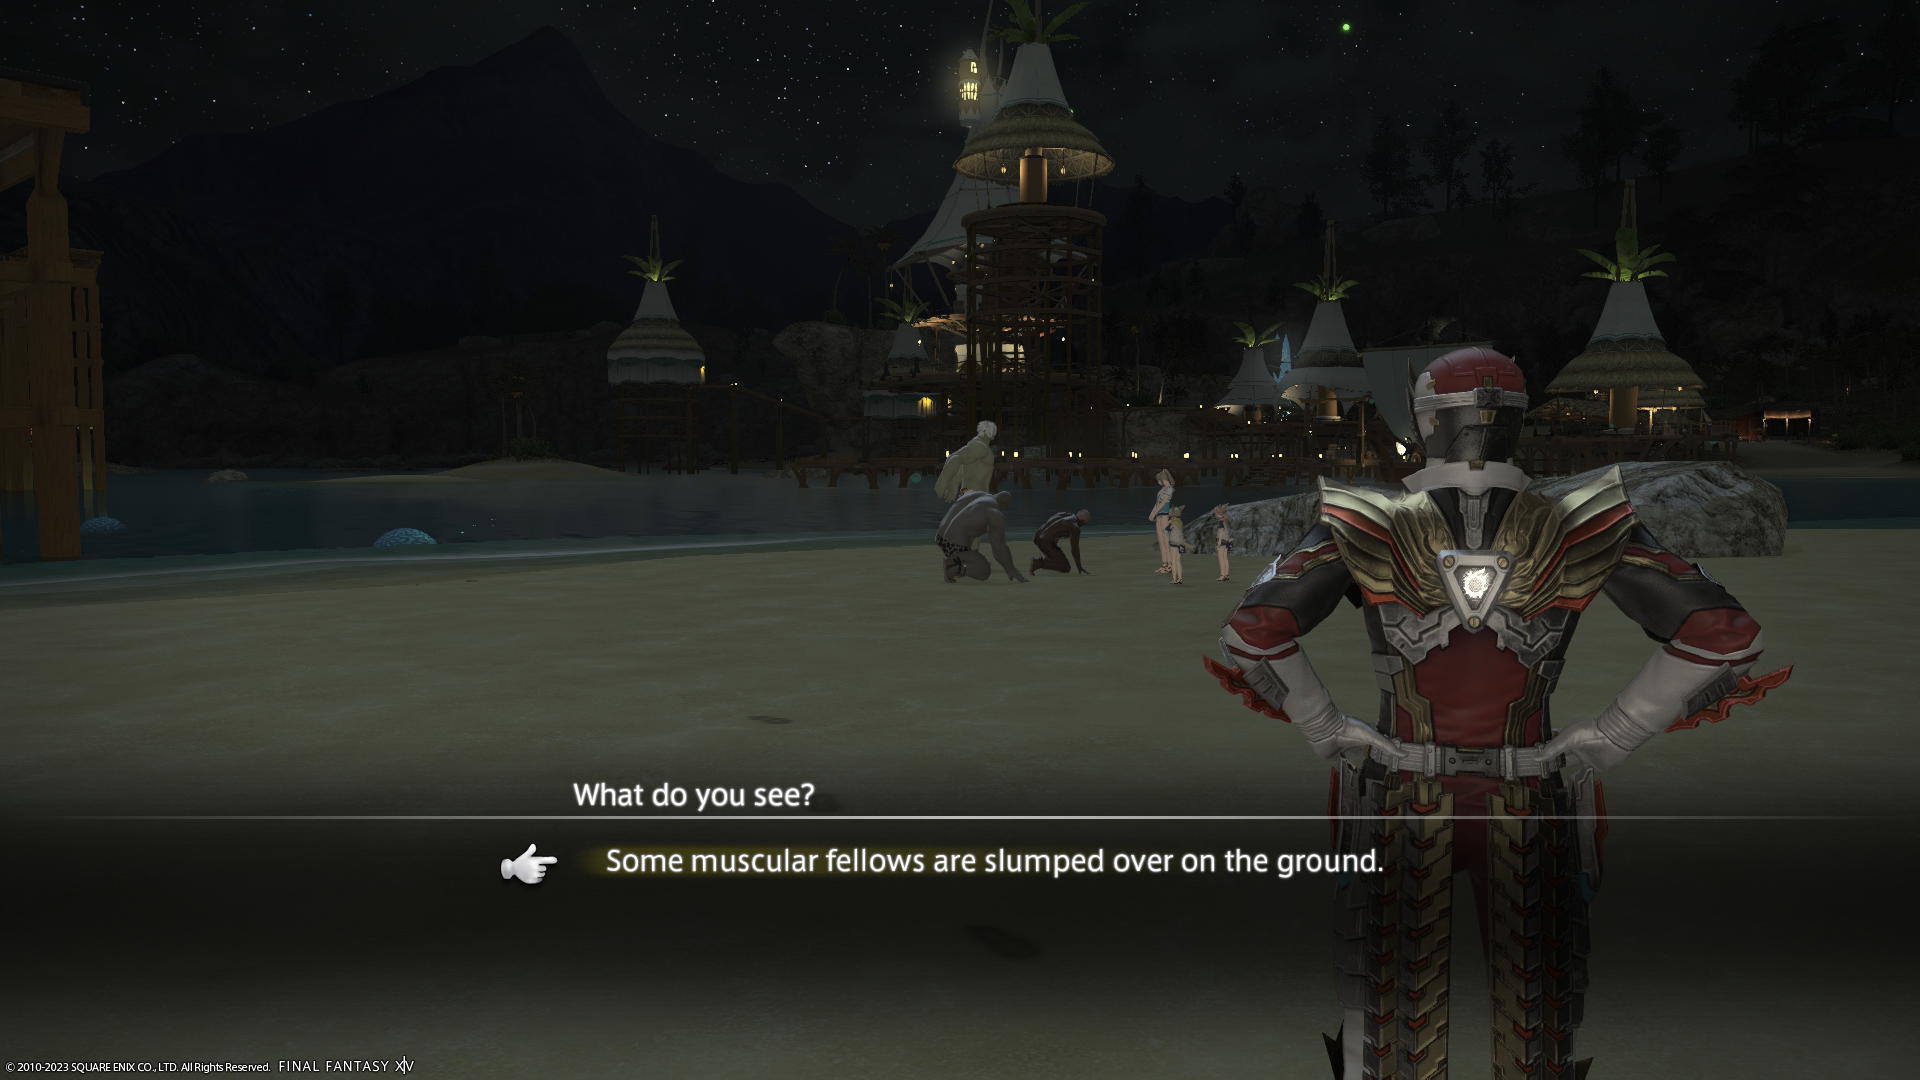 What do you see?
Some muscular fellows are slumped over on the ground.
© 2010-2023 SQUARE ENIX CO., LTD. All Rights Reserved. FINAL FANTASY XIV